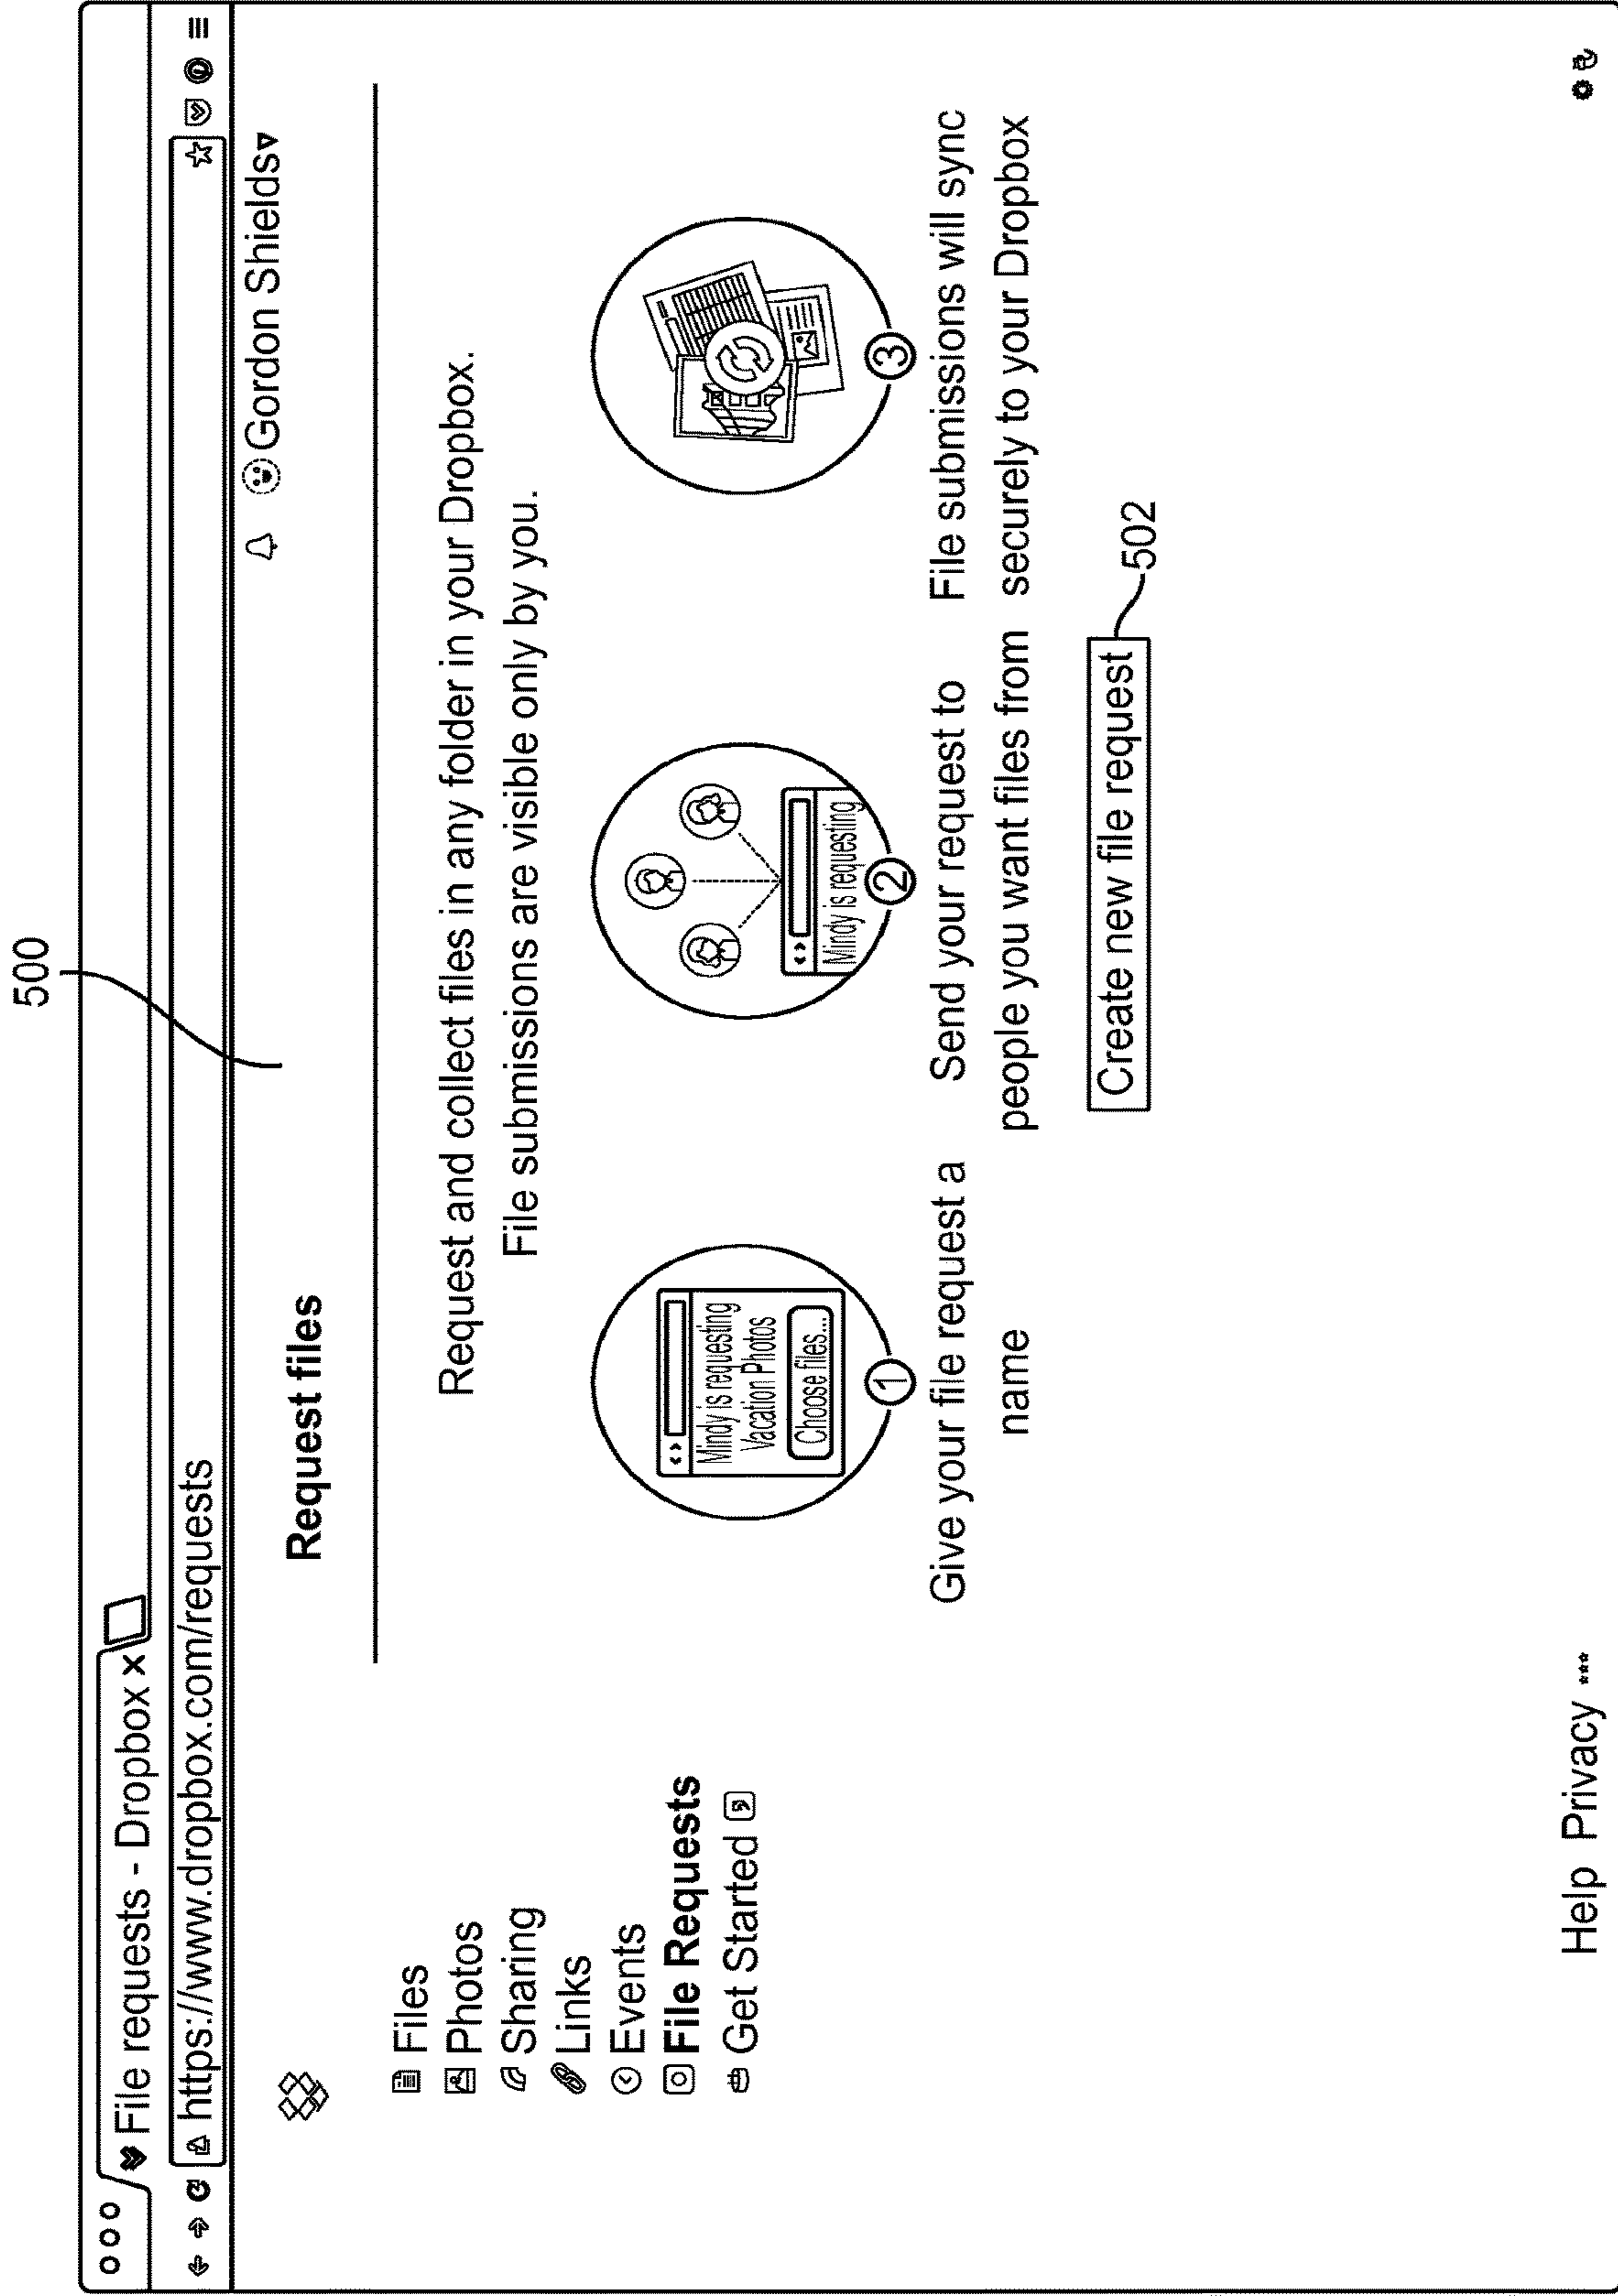 500
File requests - Dropbox x
https://www.dropbox.com/requests
Gordon Shields
Request files
Files
Photos
Sharing
Links
Events
File Requests
Get Started
Request and collect files in any folder in your Dropbox.
File submissions are visible only by you.
Mindy is requesting
Vacation Photos
Choose files...
1
Give your file request a
name
Mindy is requesting
2
Send your request to
people you want files from
3
File submissions will sync
securely to your Dropbox
Create new file request
502
Help Privacy